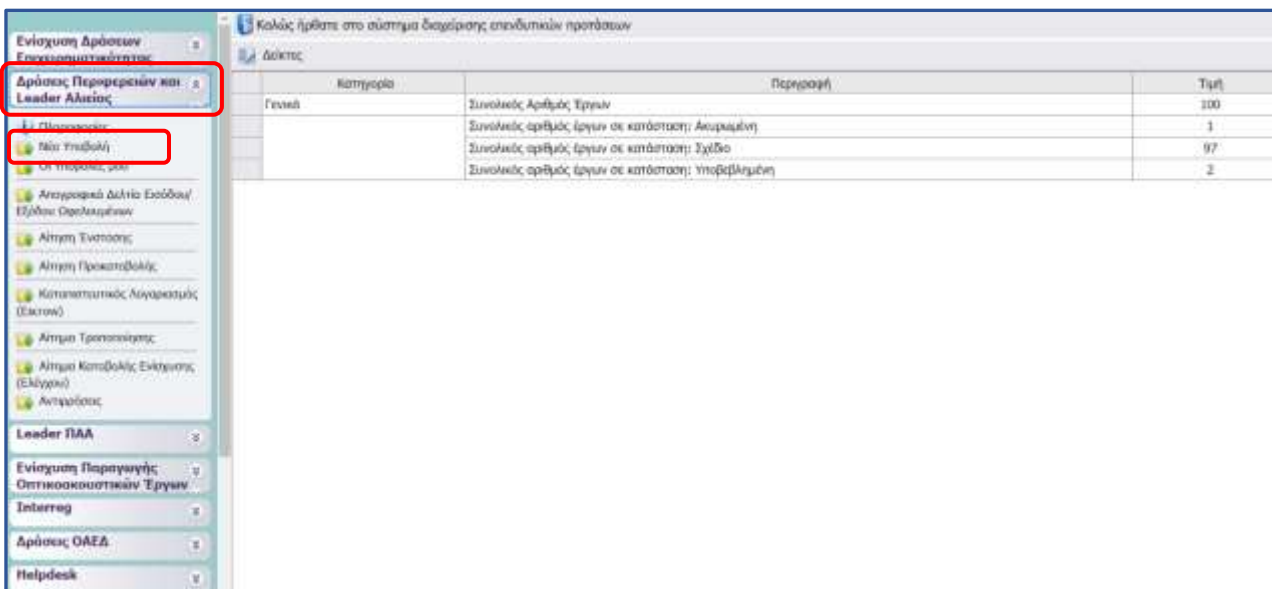 Καλώς ήρθατε στο σύστημα διαχείρισης επενδυτικών προτάσεων
Δείκτες
Κατηγορία Περιγραφή Τιμή
Γενικά Συνολικός Αριθμός Έργων 100
Συνολικός αριθμός έργων σε κατάσταση: Ακυρωμένη 1
Συνολικός αριθμός έργων σε κατάσταση: Σχέδιο 97
Συνολικός αριθμός έργων σε κατάσταση: Υποβεβλημένη 2
Ενίσχυση Δράσεων
Επιχειρηματικότητας
Δράσεις Περιφερειών και
Leader Αλιείας
Πληροφορίες
Νέα Υποβολή
Οι Υποβολές μου
Απογραφικά Δελτία Εισόδου/
Εξόδου Ωφελουμένων
Αίτηση Ένστασης
Αίτηση Προκαταβολής
Καταπιστευτικός Λογαριασμός
(Escrow)
Αίτημα Τροποποίησης
Αίτημα Καταβολής Ενίσχυσης
(Ελέγχου)
Αντιρρήσεις
Leader ΠΑΑ
Ενίσχυση Παραγωγής
Οπτικοακουστικών Έργων
Interreg
Δράσεις ΟΑΕΔ
Helpdesk